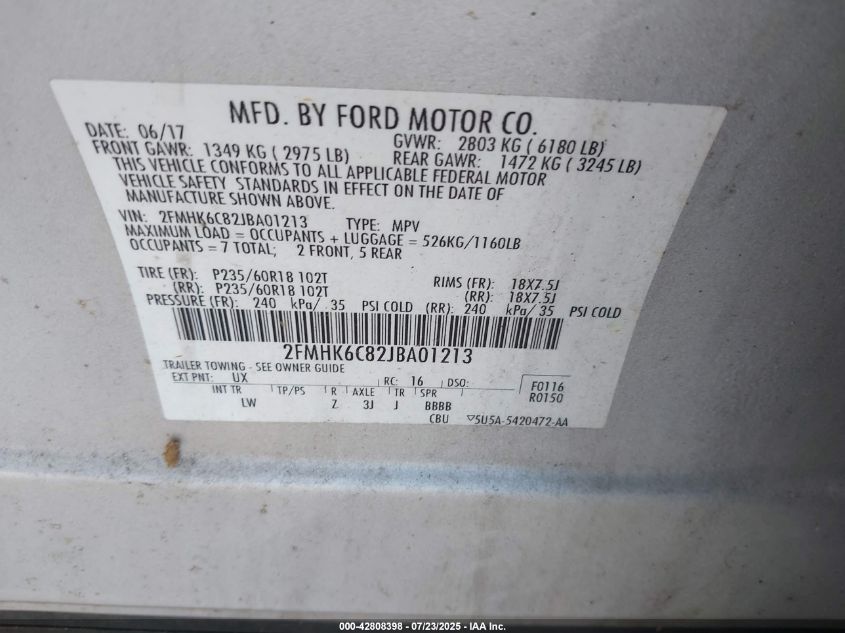 MFD. BY FORD MOTOR CO.
DATE: 06/17 GVWR: 2803 KG ( 6180 LB)
FRONT GAWR: 1349 KG ( 2975 LB) REAR GAWR: 1472 KG ( 3245 LB)
THIS VEHICLE CONFORMS TO ALL APPLICABLE FEDERAL MOTOR
VEHICLE SAFETY STANDARDS IN EFFECT ON THE DATE OF
MANUFACTURE SHOWN ABOVE.
VIN: 2FMHK6C82JBA01213 TYPE: MPV
MAXIMUM LOAD = OCCUPANTS + LUGGAGE = 526KG/1160LB
OCCUPANTS = 7 TOTAL; 2 FRONT, 5 REAR
TIRE (FR): P235/60R18 102T RIMS (FR): 18X7.5J
(RR): P235/60R18 102T (RR): 18X7.5J
PRESSURE (FR): 240 kPa/ 35 PSI COLD (RR): 240 kPa/ 35 PSI COLD
2FMHK6C82JBA01213
TRAILER TOWING - SEE OWNER GUIDE
EXT PNT: UX RC: 16 DSO: F0116
INT TR TP/PS R AXLE TR SPR R0150
LW Z 3J J BBBB
CBU ▽5U5A-5420472-AA
000-42808398 - 07/23/2025 - IAA Inc.